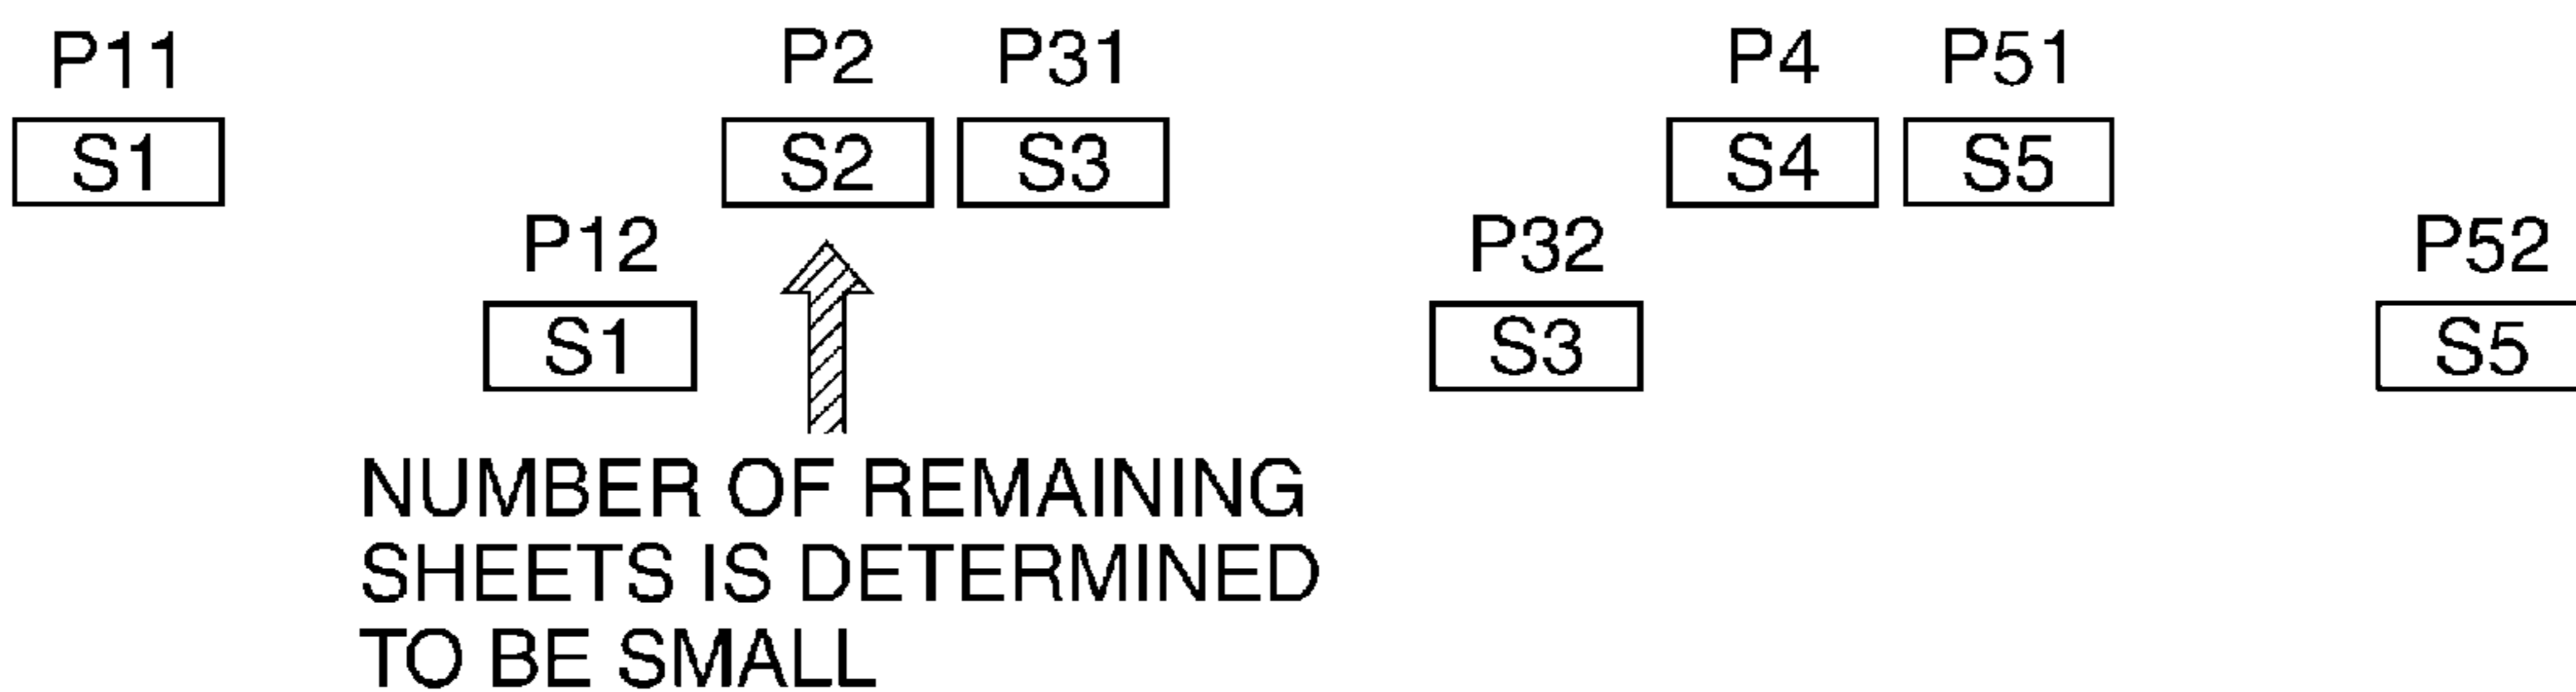 P11 P2 P31 P4 P51
S1 S2 S3 S4 S5
P12 P32 P52
S1 S3 S5
NUMBER OF REMAINING
SHEETS IS DETERMINED
TO BE SMALL